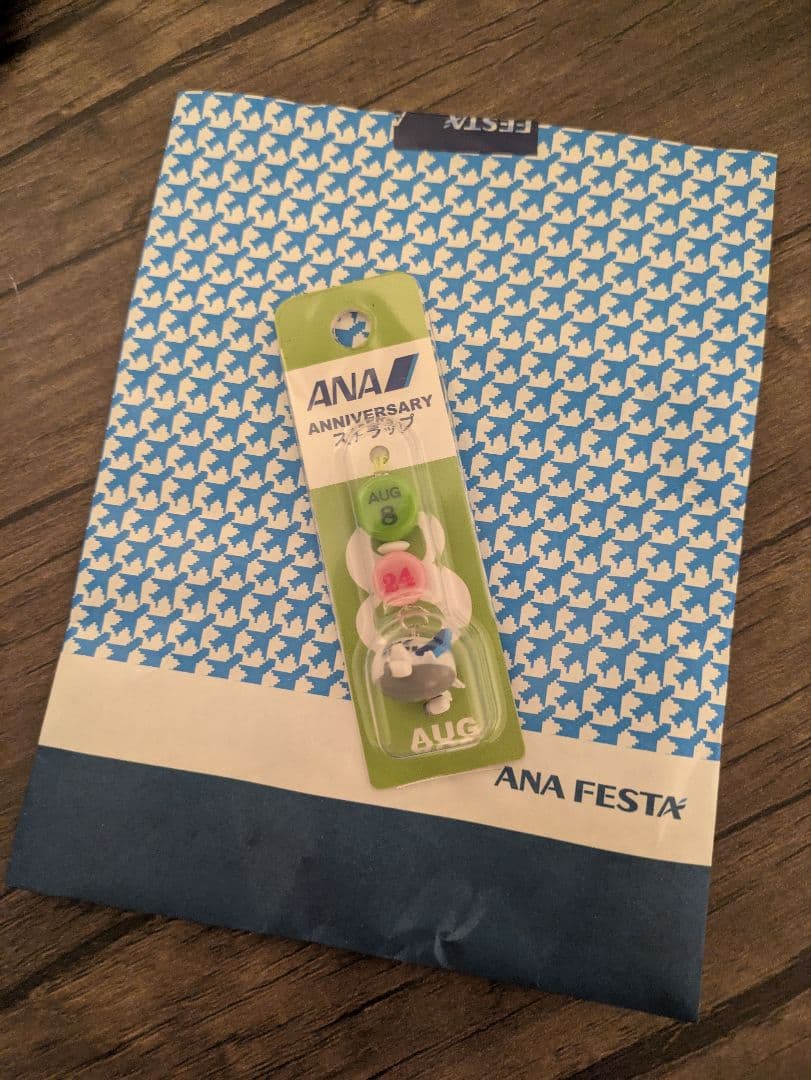 FESTA
ANA
ANNIVERSARY
ストラップ
AUG
8
24
AUG
ANA FESTA